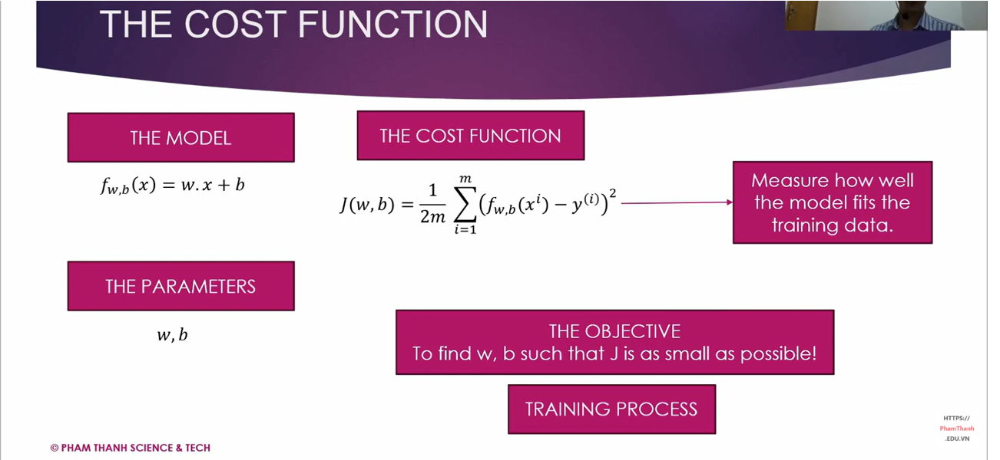 THE COST FUNCTION
THE MODEL
f_{w,b}(x) = w.x + b
THE COST FUNCTION
J(w, b) = \frac{1}{2m} \sum_{i=1}^{m} (f_{w,b}(x^i) − y^{(i)})^2
Measure how well
the model fits the
training data.
THE PARAMETERS
w, b
THE OBJECTIVE
To find w, b such that J is as small as possible!
TRAINING PROCESS
HTTPS://
PhamThanh
.EDU.VN
© PHAM THANH SCIENCE & TECH